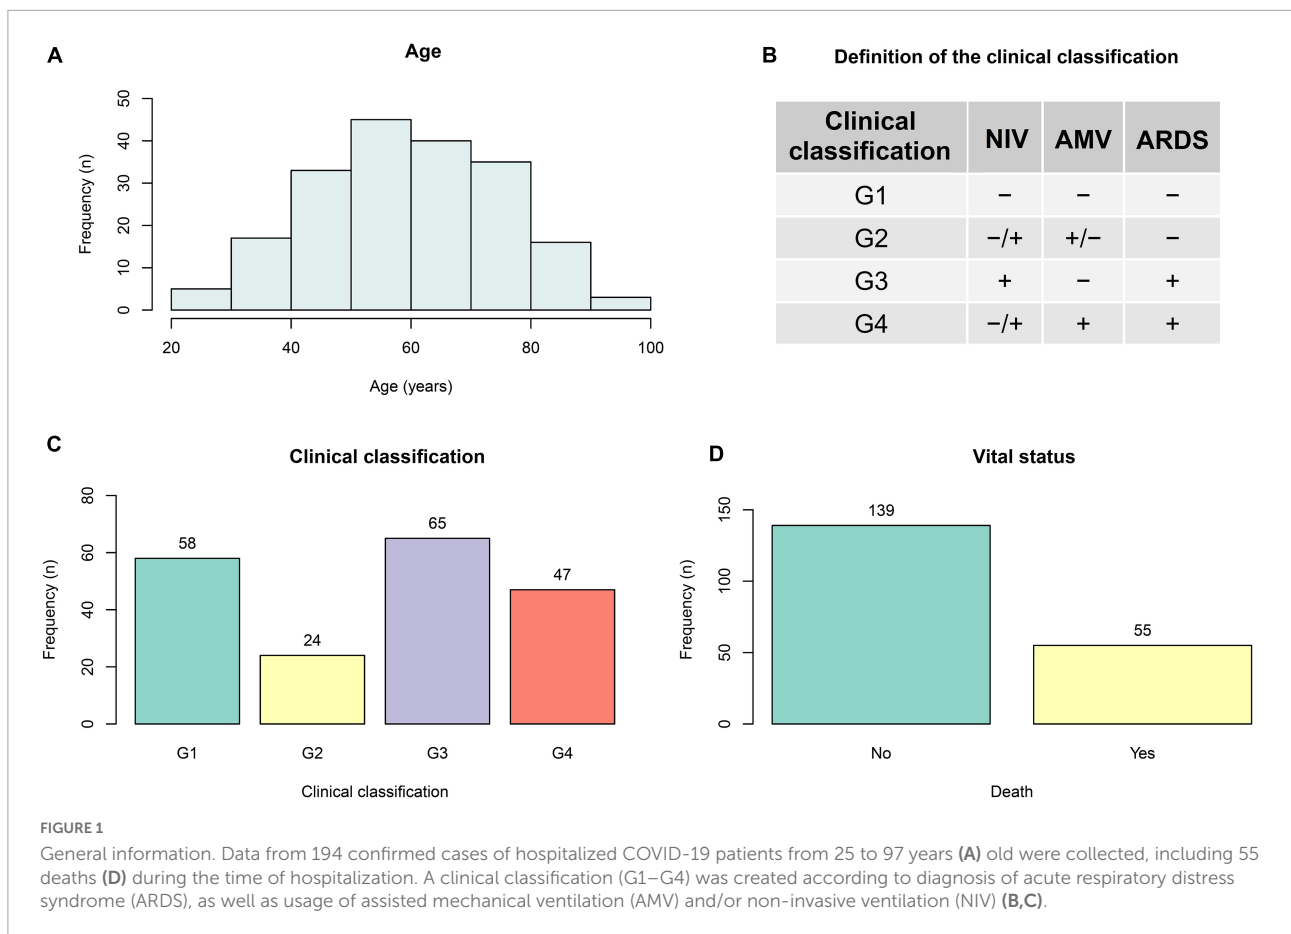 A
Age
Frequency (n)
50
40
30
20
10
0
20 40 60 80 100
Age (years)
B
Definition of the clinical classification
Clinical classification NIV AMV ARDS
G1 − − −
G2 −/+ +/− −
G3 + − +
G4 −/+ + +
C
Clinical classification
Frequency (n)
80
60
40
20
0
58
24
65
47
G1 G2 G3 G4
Clinical classification
D
Vital status
Frequency (n)
150
100
50
0
139
55
No Yes
Death
FIGURE 1
General information. Data from 194 confirmed cases of hospitalized COVID-19 patients from 25 to 97 years (A) old were collected, including 55
deaths (D) during the time of hospitalization. A clinical classification (G1–G4) was created according to diagnosis of acute respiratory distress
syndrome (ARDS), as well as usage of assisted mechanical ventilation (AMV) and/or non-invasive ventilation (NIV) (B,C).